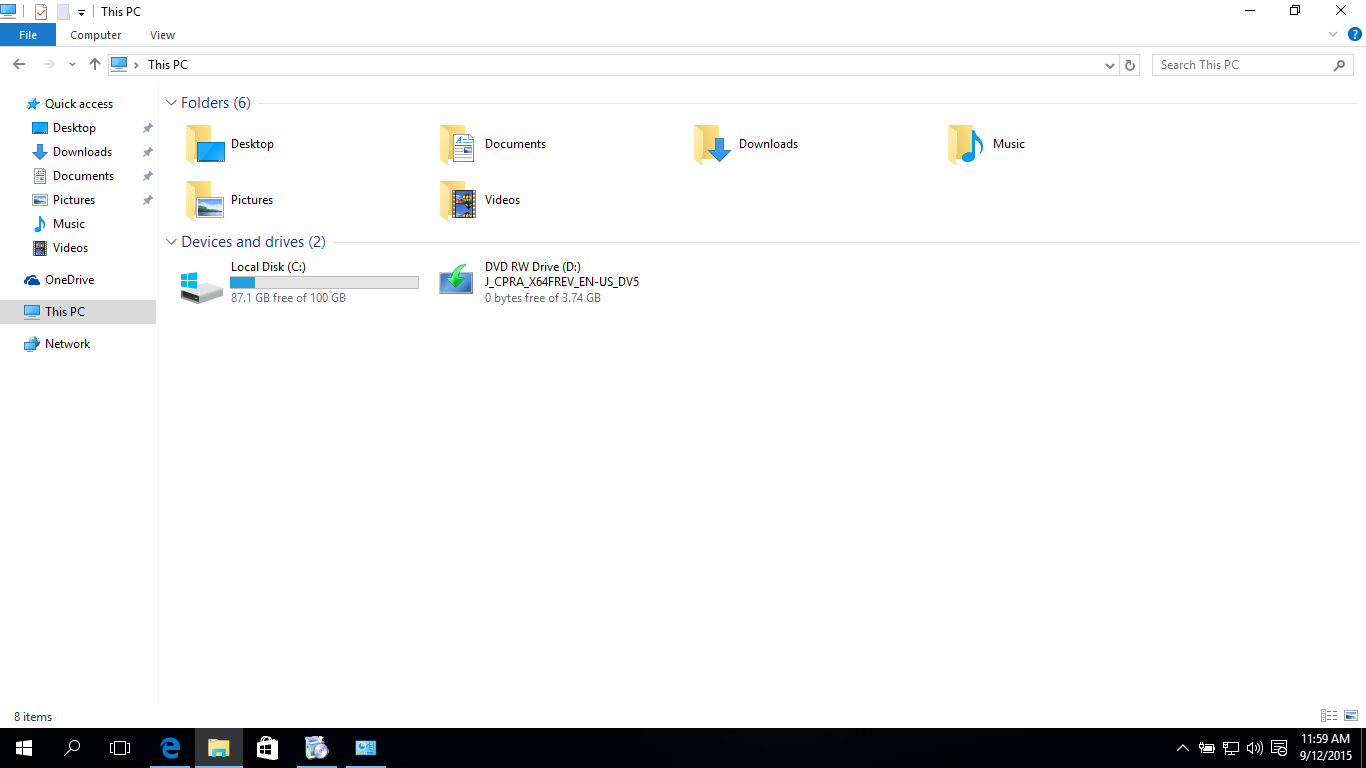 This PC
File Computer View
This PC
Search This PC
Quick access
Desktop
Downloads
Documents
Pictures
Music
Videos
OneDrive
This PC
Network
Folders (6)
Desktop
Documents
Downloads
Music
Pictures
Videos
Devices and drives (2)
Local Disk (C:)
87.1 GB free of 100 GB
DVD RW Drive (D:)
J_CPRA_X64FREV_EN-US_DV5
0 bytes free of 3.74 GB
8 items
11:59 AM
9/12/2015